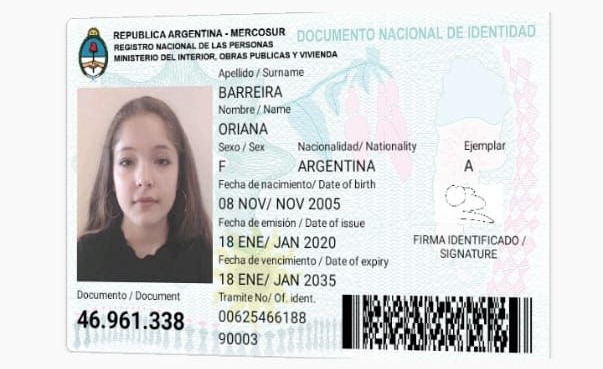 REPUBLICA ARGENTINA - MERCOSUR
REGISTRO NACIONAL DE LAS PERSONAS
MINISTERIO DEL INTERIOR, OBRAS PUBLICAS Y VIVIENDA
DOCUMENTO NACIONAL DE IDENTIDAD
Apellido / Surname
BARREIRA
Nombre / Name
ORIANA
Sexo / Sex Nacionalidad/ Nationality Ejemplar
F ARGENTINA A
Fecha de nacimiento/ Date of birth
08 NOV/ NOV 2005
Fecha de emisión / Date of issue
18 ENE/ JAN 2020
FIRMA IDENTIFICADO /
SIGNATURE
Fecha de vencimiento / Date of expiry
18 ENE/ JAN 2035
Documento / Document
46.961.338
Tramite No/ Of. ident.
00625466188
90003